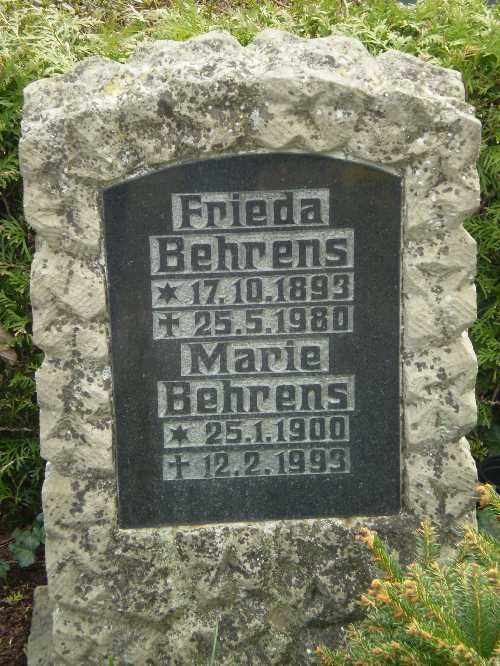 Frieda
Behrens
* 17.10.1893
† 25.5.1980
Marie
Behrens
* 25.1.1900
† 12.2.1993